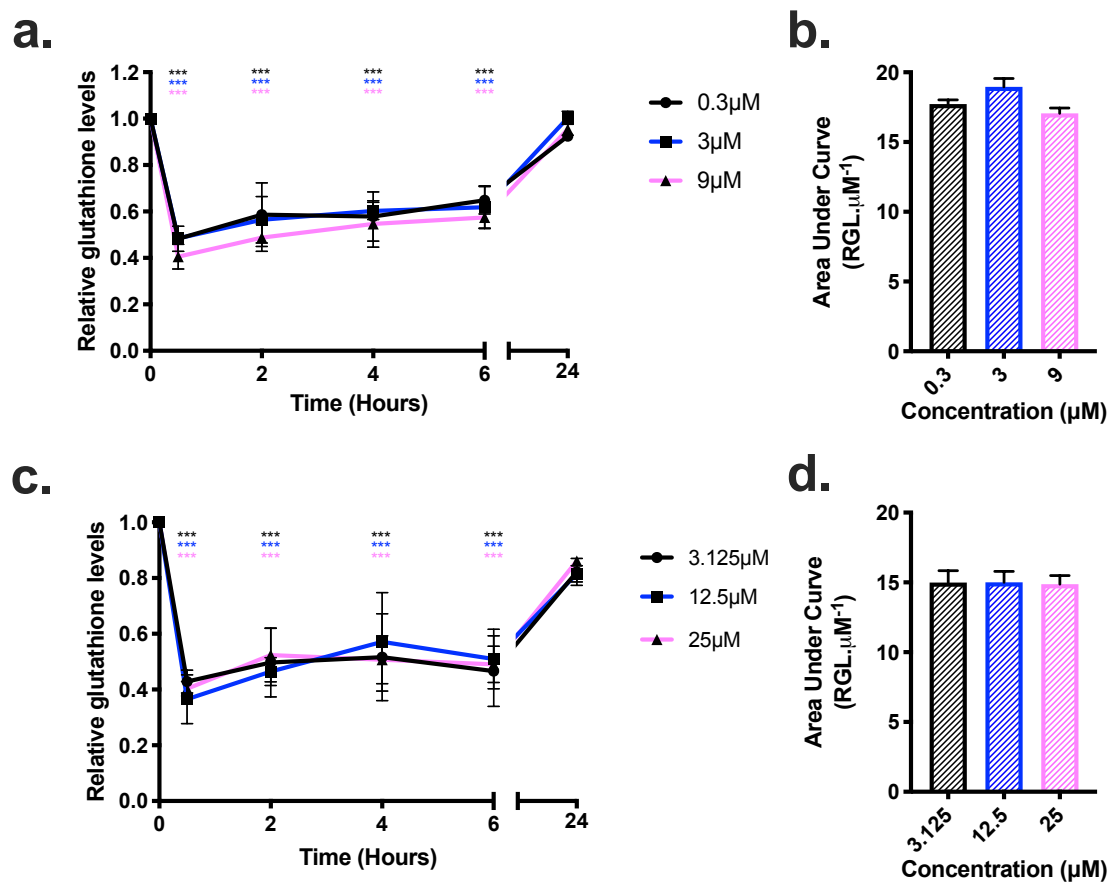 a.
Relative glutathione levels
1.2
1.0
0.8
0.6
0.4
0.2
0.0
*** *** *** ***
*** *** *** ***
*** *** *** ***
0 2 4 6 24
Time (Hours)
0.3µM
3µM
9µM
b.
Area Under Curve
(RGL.µM-1)
20
15
10
5
0
0.3 3 9
Concentration (µM)
c.
Relative glutathione levels
1.0
0.8
0.6
0.4
0.2
0.0
*** *** *** ***
*** *** *** ***
*** *** *** ***
0 2 4 6 24
Time (Hours)
3.125µM
12.5µM
25µM
d.
Area Under Curve
(RGL.µM-1)
20
15
10
5
0
3.125 12.5 25
Concentration (µM)